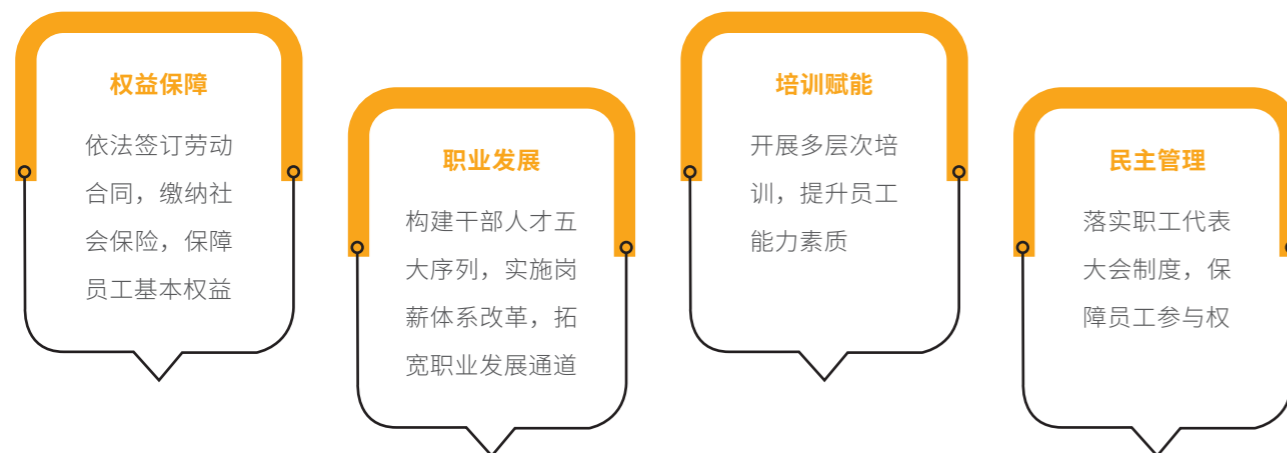 权益保障
依法签订劳动
合同，缴纳社
会保险，保障
员工基本权益
职业发展
构建干部人才五
大序列，实施岗
薪体系改革，拓
宽职业发展通道
培训赋能
开展多层次培
训，提升员工
能力素质
民主管理
落实职工代表
大会制度，保
障员工参与权